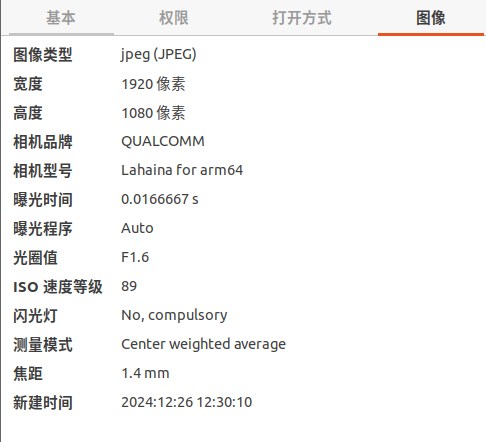 基本 权限 打开方式 图像
图像类型 jpeg (JPEG)
宽度 1920 像素
高度 1080 像素
相机品牌 QUALCOMM
相机型号 Lahaina for arm64
曝光时间 0.0166667 s
曝光程序 Auto
光圈值 F1.6
ISO 速度等级 89
闪光灯 No, compulsory
测量模式 Center weighted average
焦距 1.4 mm
新建时间 2024:12:26 12:30:10